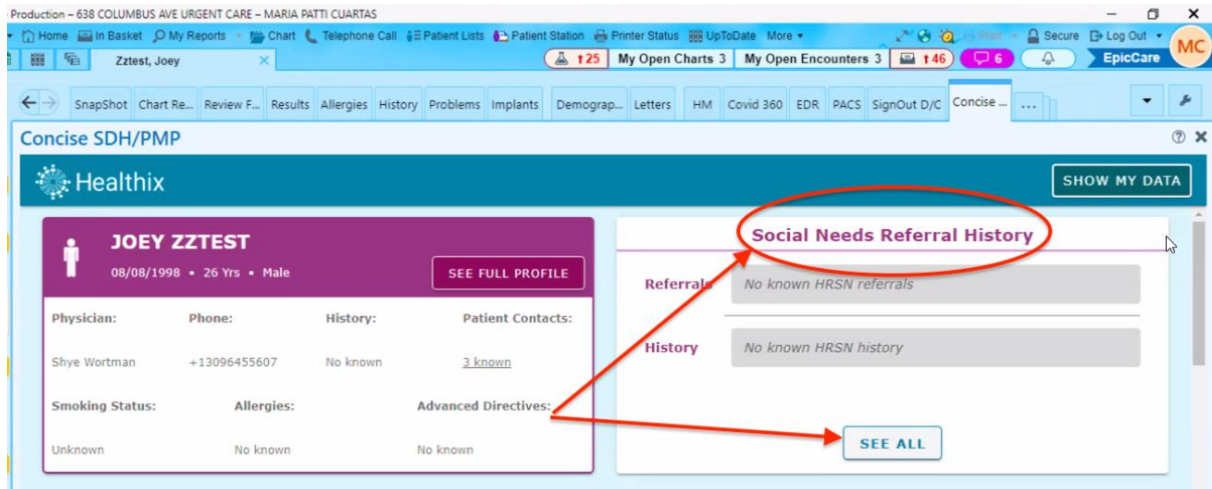 Production – 638 COLUMBUS AVE URGENT CARE – MARIA PATTI CUARTAS
Home In Basket My Reports Chart Telephone Call Patient Lists Patient Station Printer Status UpToDate More Secure Log Out
Zztest, Joey 125 My Open Charts 3 My Open Encounters 3 146 6 EpicCare MC
SnapShot Chart Re... Review F... Results Allergies History Problems Implants Demograp... Letters HM Covid 360 EDR PACS SignOut D/C Concise ... ...
Concise SDH/PMP
Healthix SHOW MY DATA
JOEY ZZTEST
08/08/1998 • 26 Yrs • Male SEE FULL PROFILE
Physician: Phone: History: Patient Contacts:
Shye Wortman +13096455607 No known 3 known
Smoking Status: Allergies: Advanced Directives:
Unknown No known No known
Social Needs Referral History
Referrals No known HRSN referrals
History No known HRSN history
SEE ALL